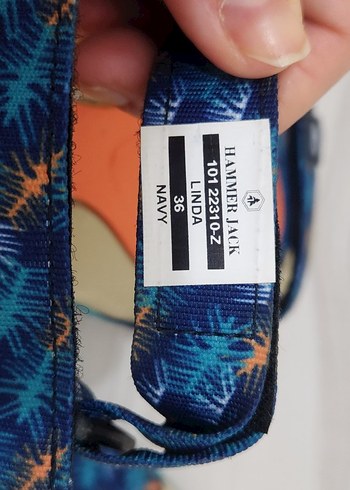 HAMMER JACK
101 22310-Z
LINDA
36
NAVY